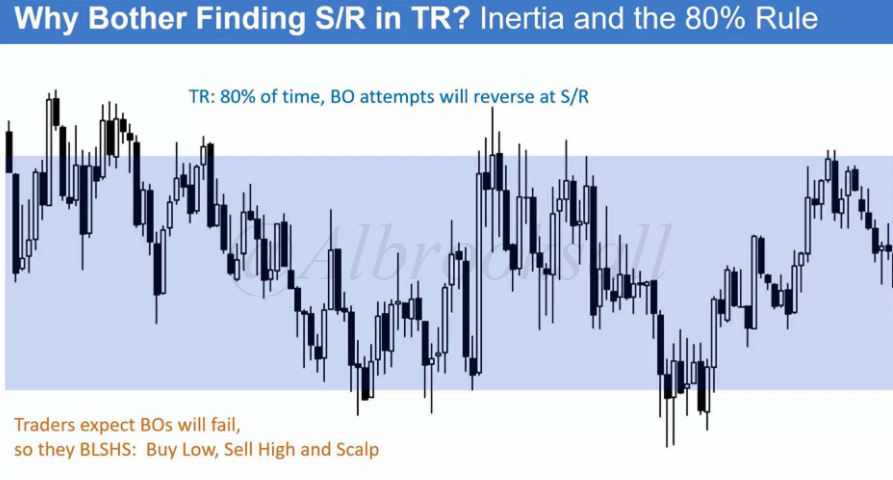 Why Bother Finding S/R in TR? Inertia and the 80% Rule
TR: 80% of time, BO attempts will reverse at S/R
Traders expect BOs will fail,
so they BLSHS: Buy Low, Sell High and Scalp